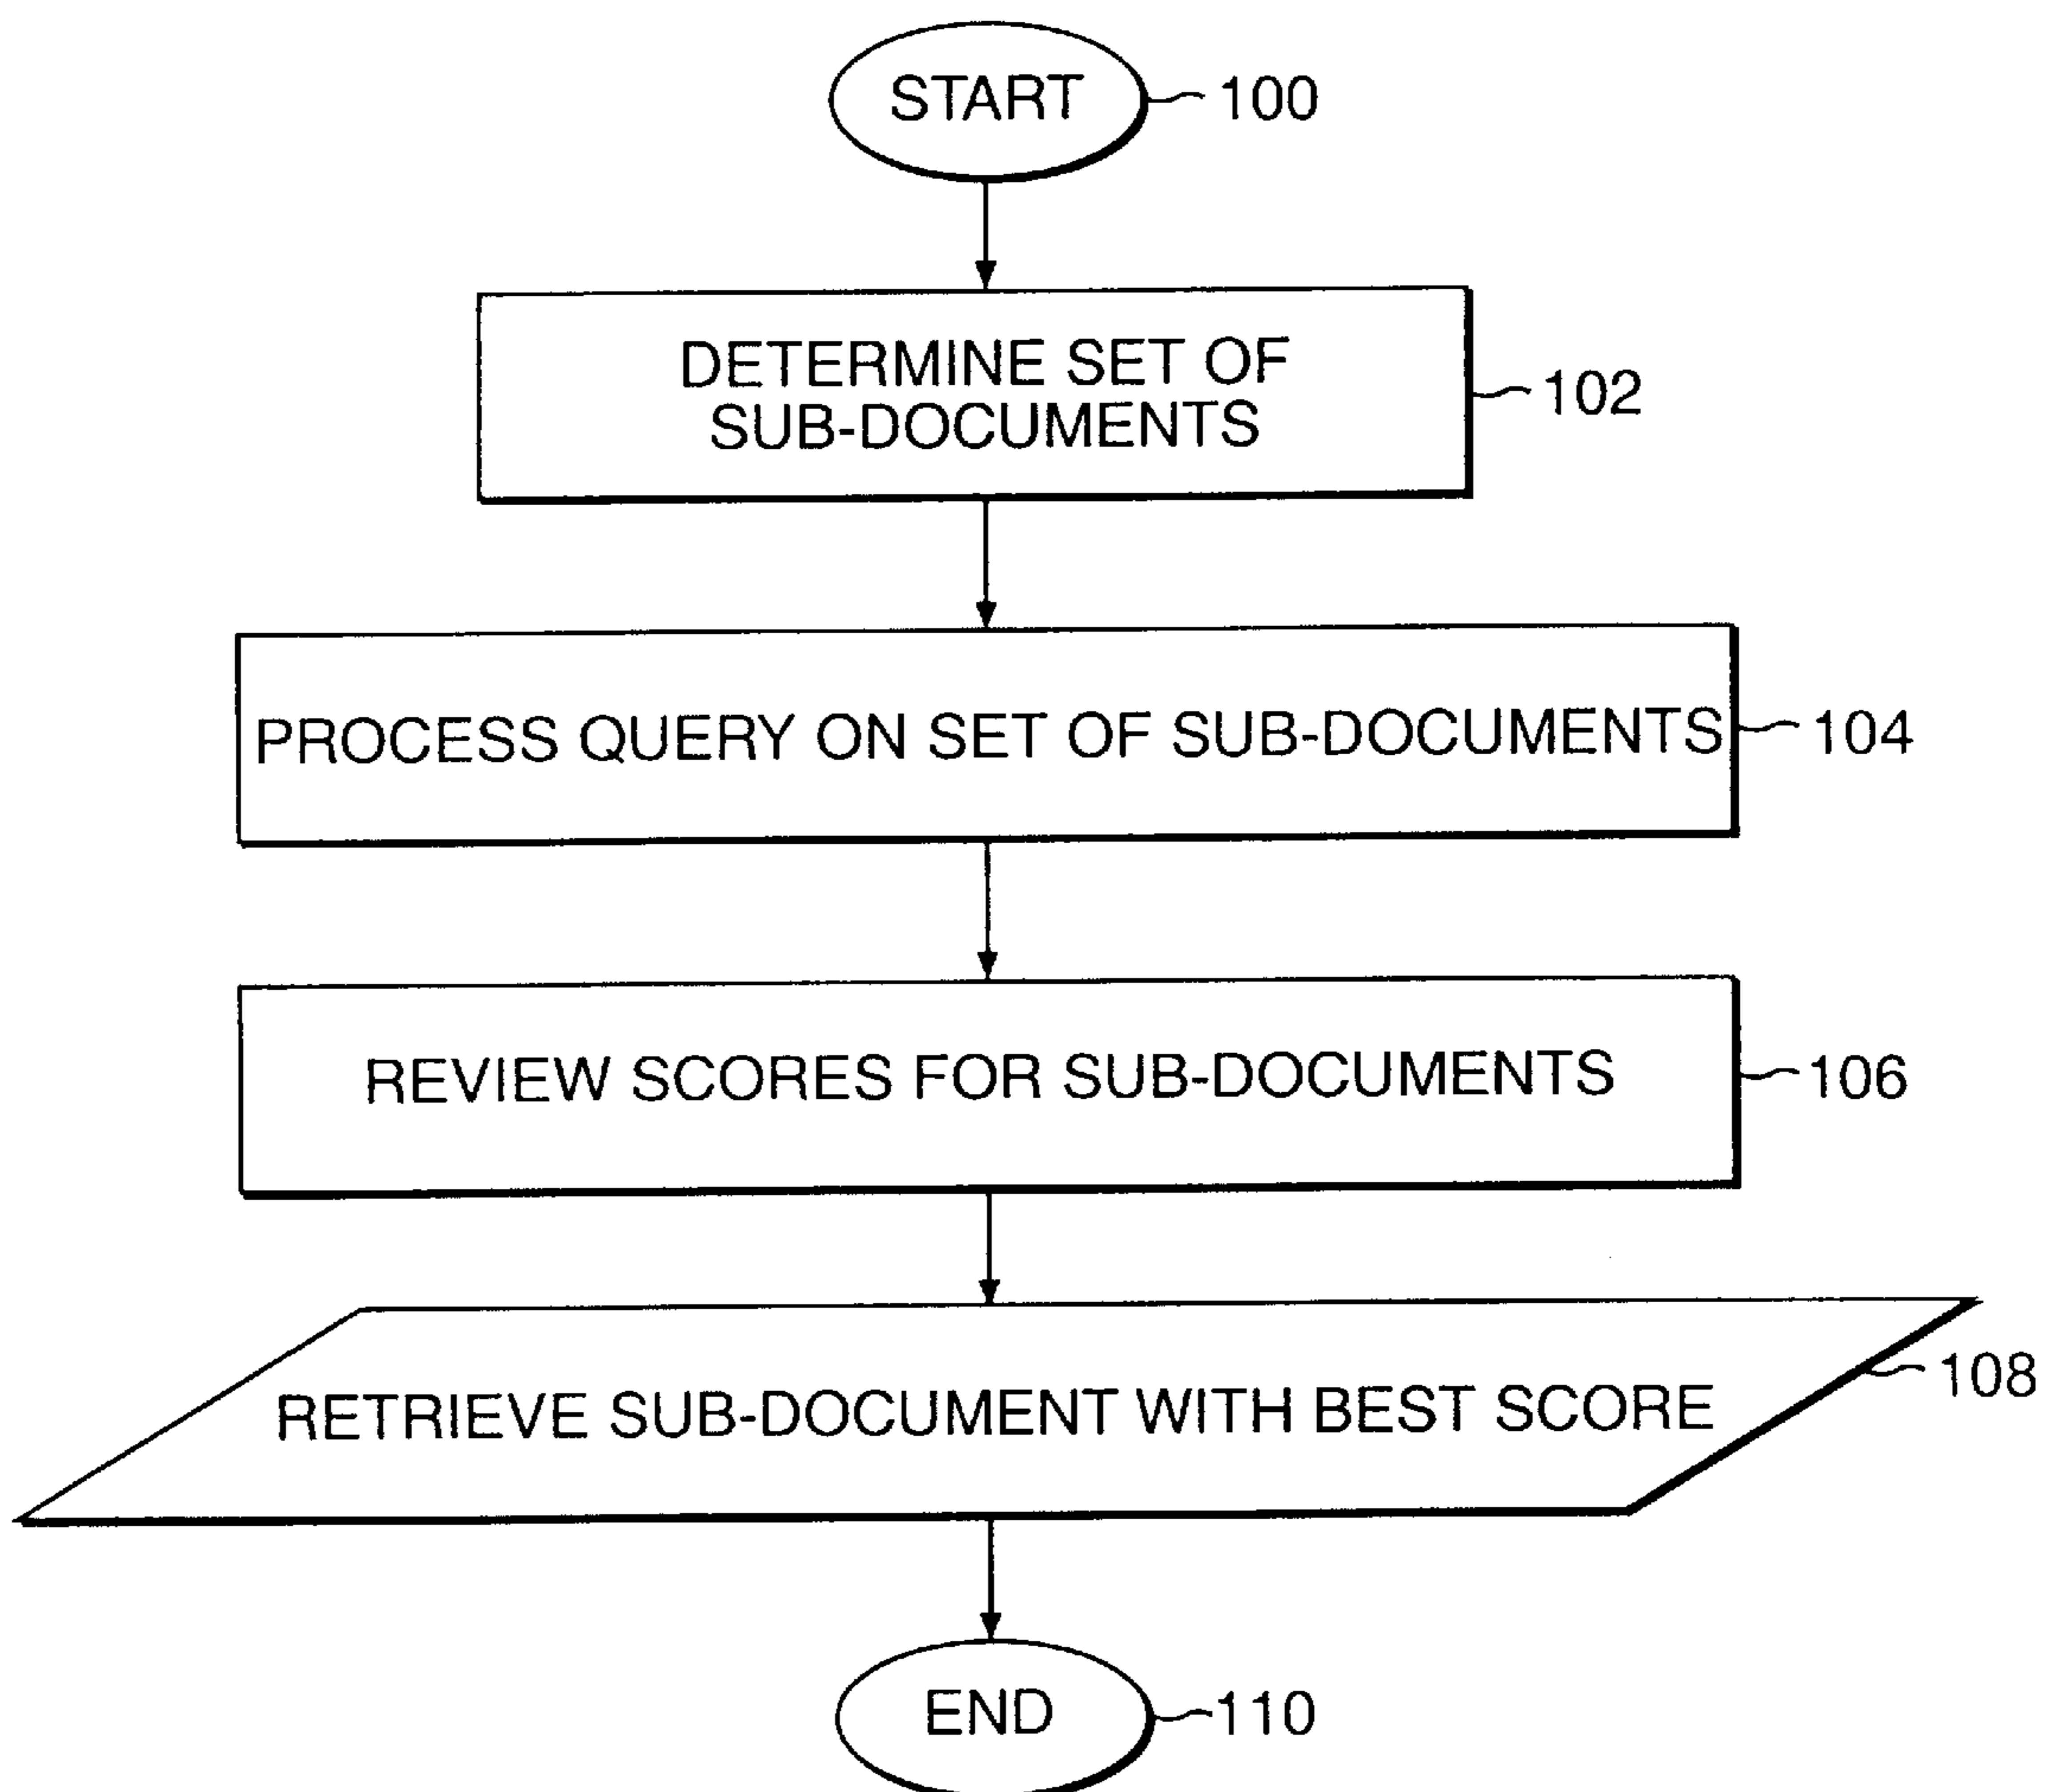 START
100
DETERMINE SET OF
SUB-DOCUMENTS
102
PROCESS QUERY ON SET OF SUB-DOCUMENTS
104
REVIEW SCORES FOR SUB-DOCUMENTS
106
RETRIEVE SUB-DOCUMENT WITH BEST SCORE
108
END
110